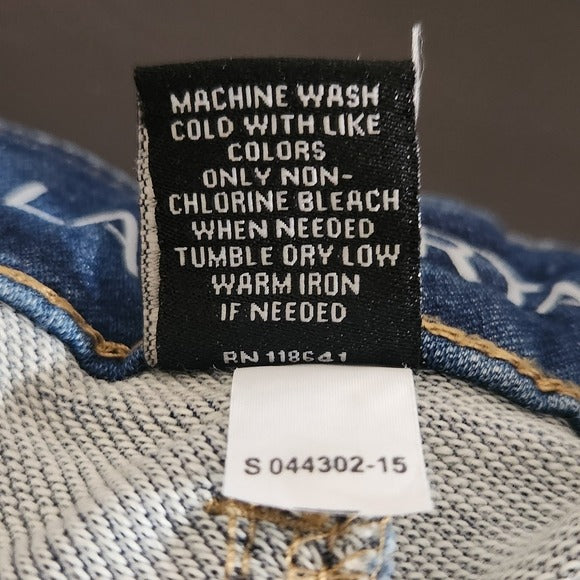 MACHINE WASH
COLD WITH LIKE
COLORS
ONLY NON-
CHLORINE BLEACH
WHEN NEEDED
TUMBLE DRY LOW
WARM IRON
IF NEEDED
RN 118641
S 044302-15